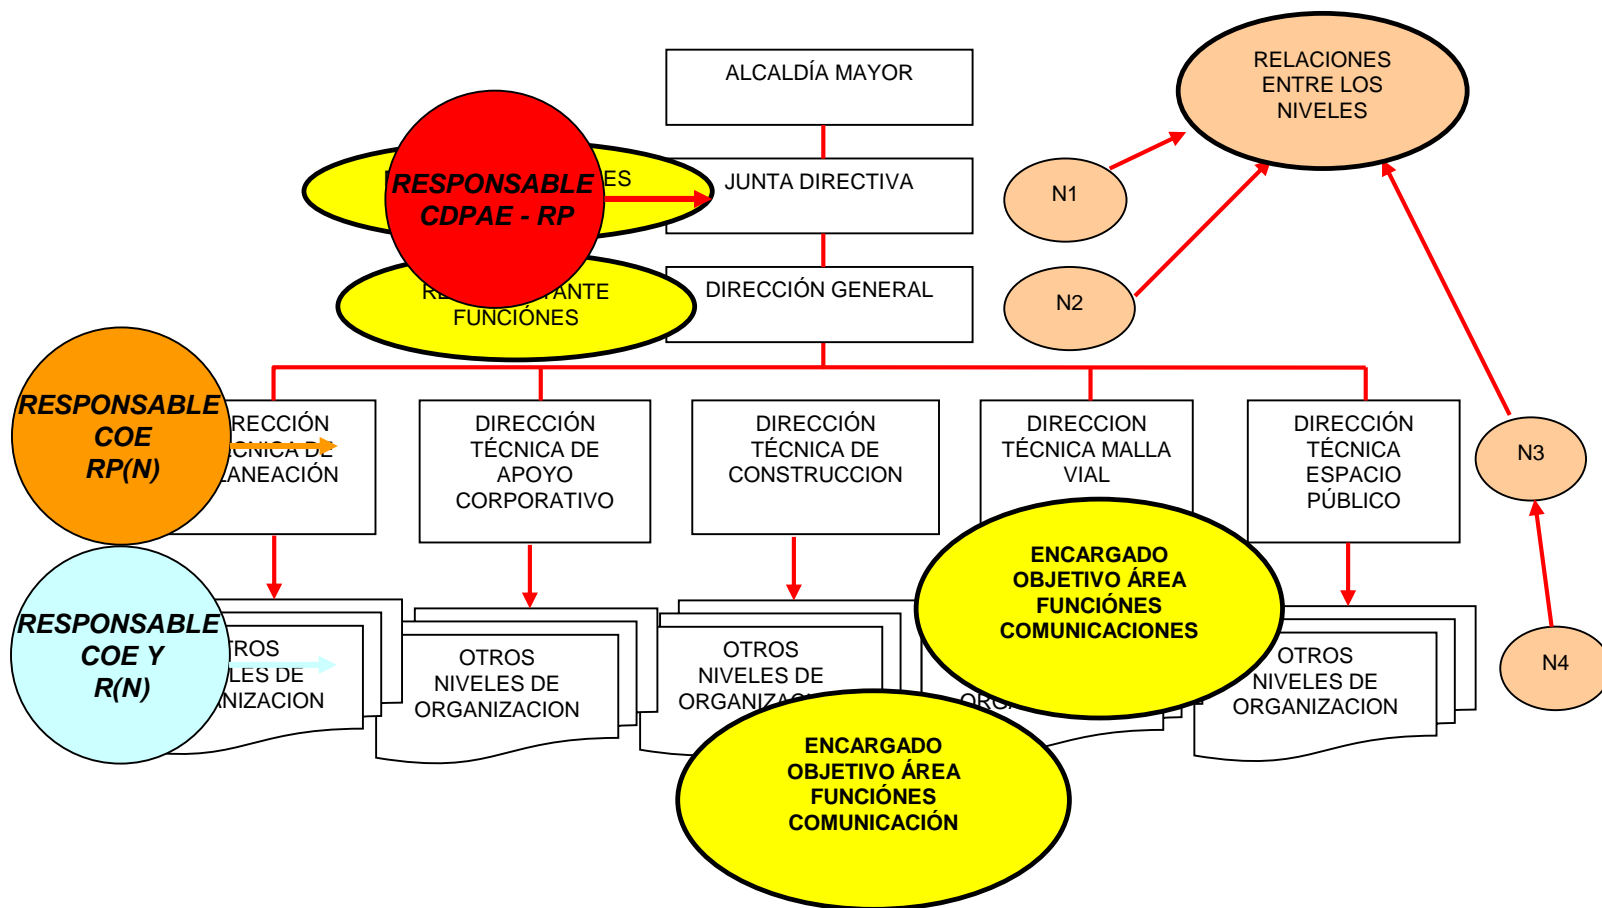 ALCALDÍA MAYOR
RELACIONES
ENTRE LOS
NIVELES
RESPONSABLE
CDPAE - RP
JUNTA DIRECTIVA
N1
FUNCIÓNES
DIRECCIÓN GENERAL
N2
RESPONSABLE
COE
RP(N)
DIRECCIÓN
TÉCNICA DE
APOYO
CORPORATIVO
DIRECCIÓN
TÉCNICA DE
CONSTRUCCION
DIRECCION
TÉCNICA MALLA
VIAL
DIRECCIÓN
TÉCNICA
ESPACIO
PÚBLICO
N3
ENCARGADO
OBJETIVO ÁREA
FUNCIÓNES
COMUNICACIONES
RESPONSABLE
COE Y
R(N)
OTROS
NIVELES DE
ORGANIZACION
OTROS
NIVELES DE
OTROS
NIVELES DE
ORGANIZACION
N4
ENCARGADO
OBJETIVO ÁREA
FUNCIÓNES
COMUNICACIÓN